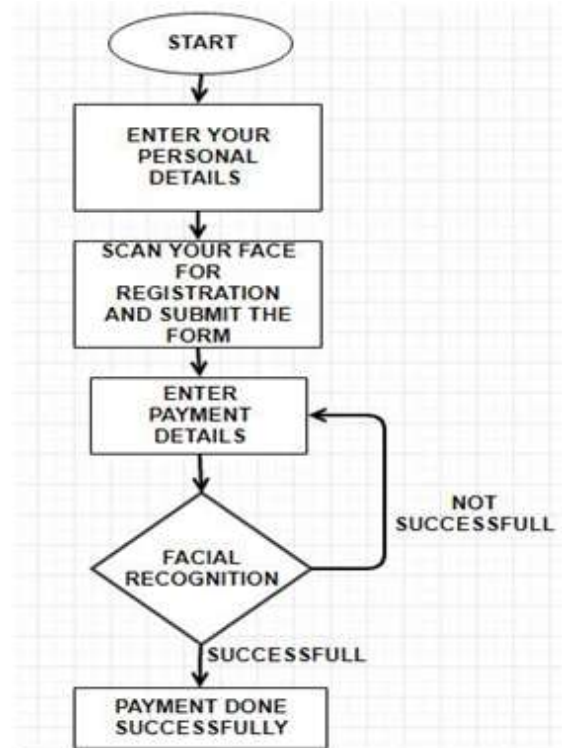 START
ENTER YOUR
PERSONAL
DETAILS
SCAN YOUR FACE
FOR
REGISTRATION
AND SUBMIT THE
FORM
ENTER
PAYMENT
DETAILS
NOT
SUCCESSFULL
FACIAL
RECOGNITION
SUCCESSFULL
PAYMENT DONE
SUCCESSFULLY